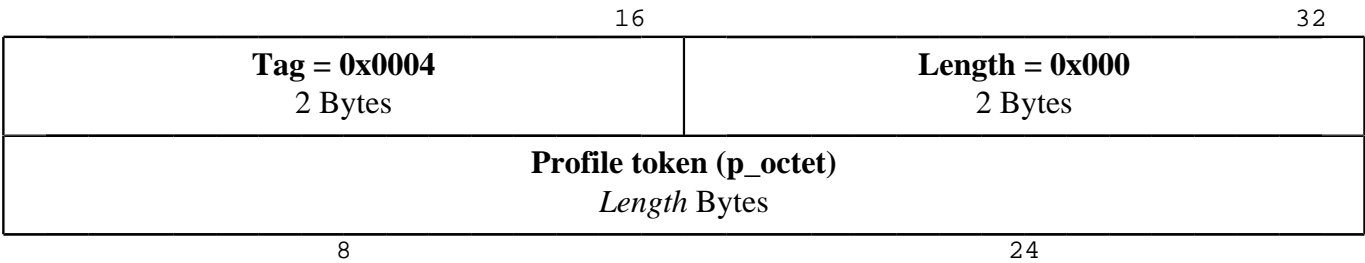 16 32
Tag = 0x0004 Length = 0x000
2 Bytes 2 Bytes
Profile token (p_octet)
Length Bytes
8 24